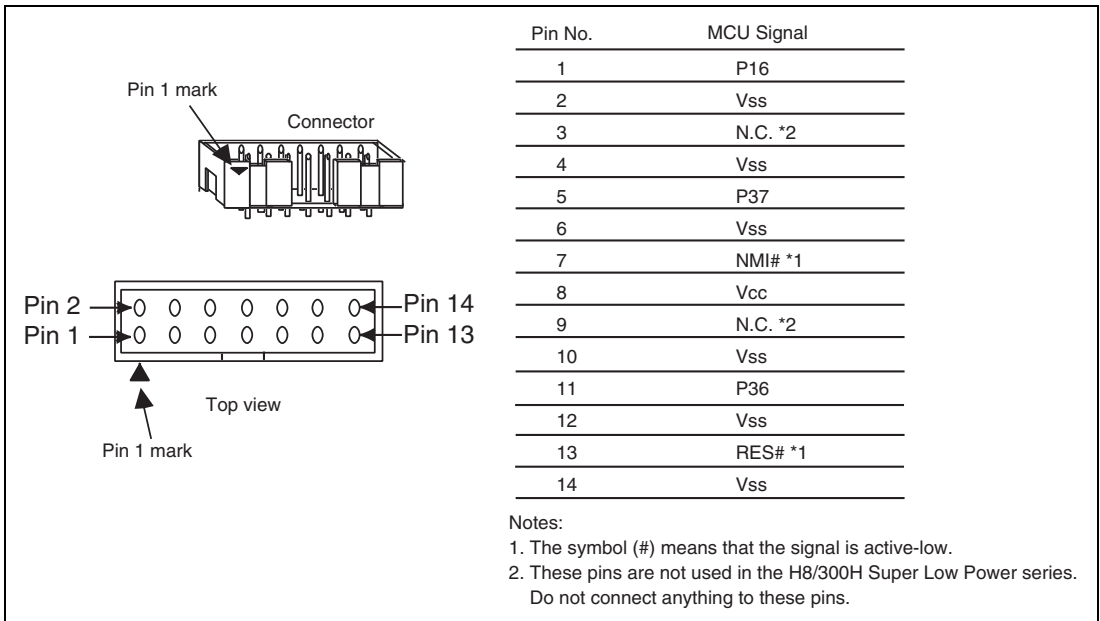 Pin 1 mark
Connector
Pin 2
Pin 14
Pin 1
Pin 13
Top view
Pin 1 mark
Pin No. MCU Signal
1 P16
2 Vss
3 N.C. *2
4 Vss
5 P37
6 Vss
7 NMI# *1
8 Vcc
9 N.C. *2
10 Vss
11 P36
12 Vss
13 RES# *1
14 Vss
Notes:
1. The symbol (#) means that the signal is active-low.
2. These pins are not used in the H8/300H Super Low Power series.
Do not connect anything to these pins.